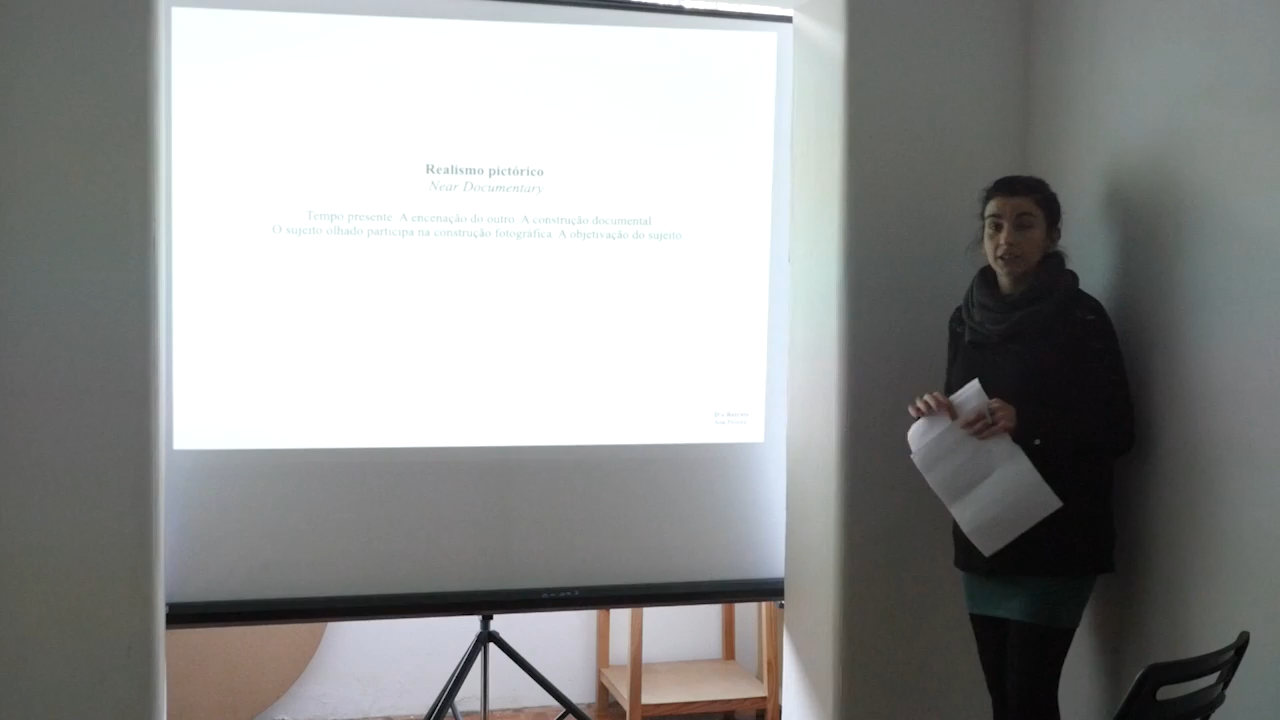 Realismo pictórico
Near Documentary
Tempo presente. A encenação do outro. A construção documental.
O sujeito olhado participa na construção fotográfica. A objetivação do sujeito.